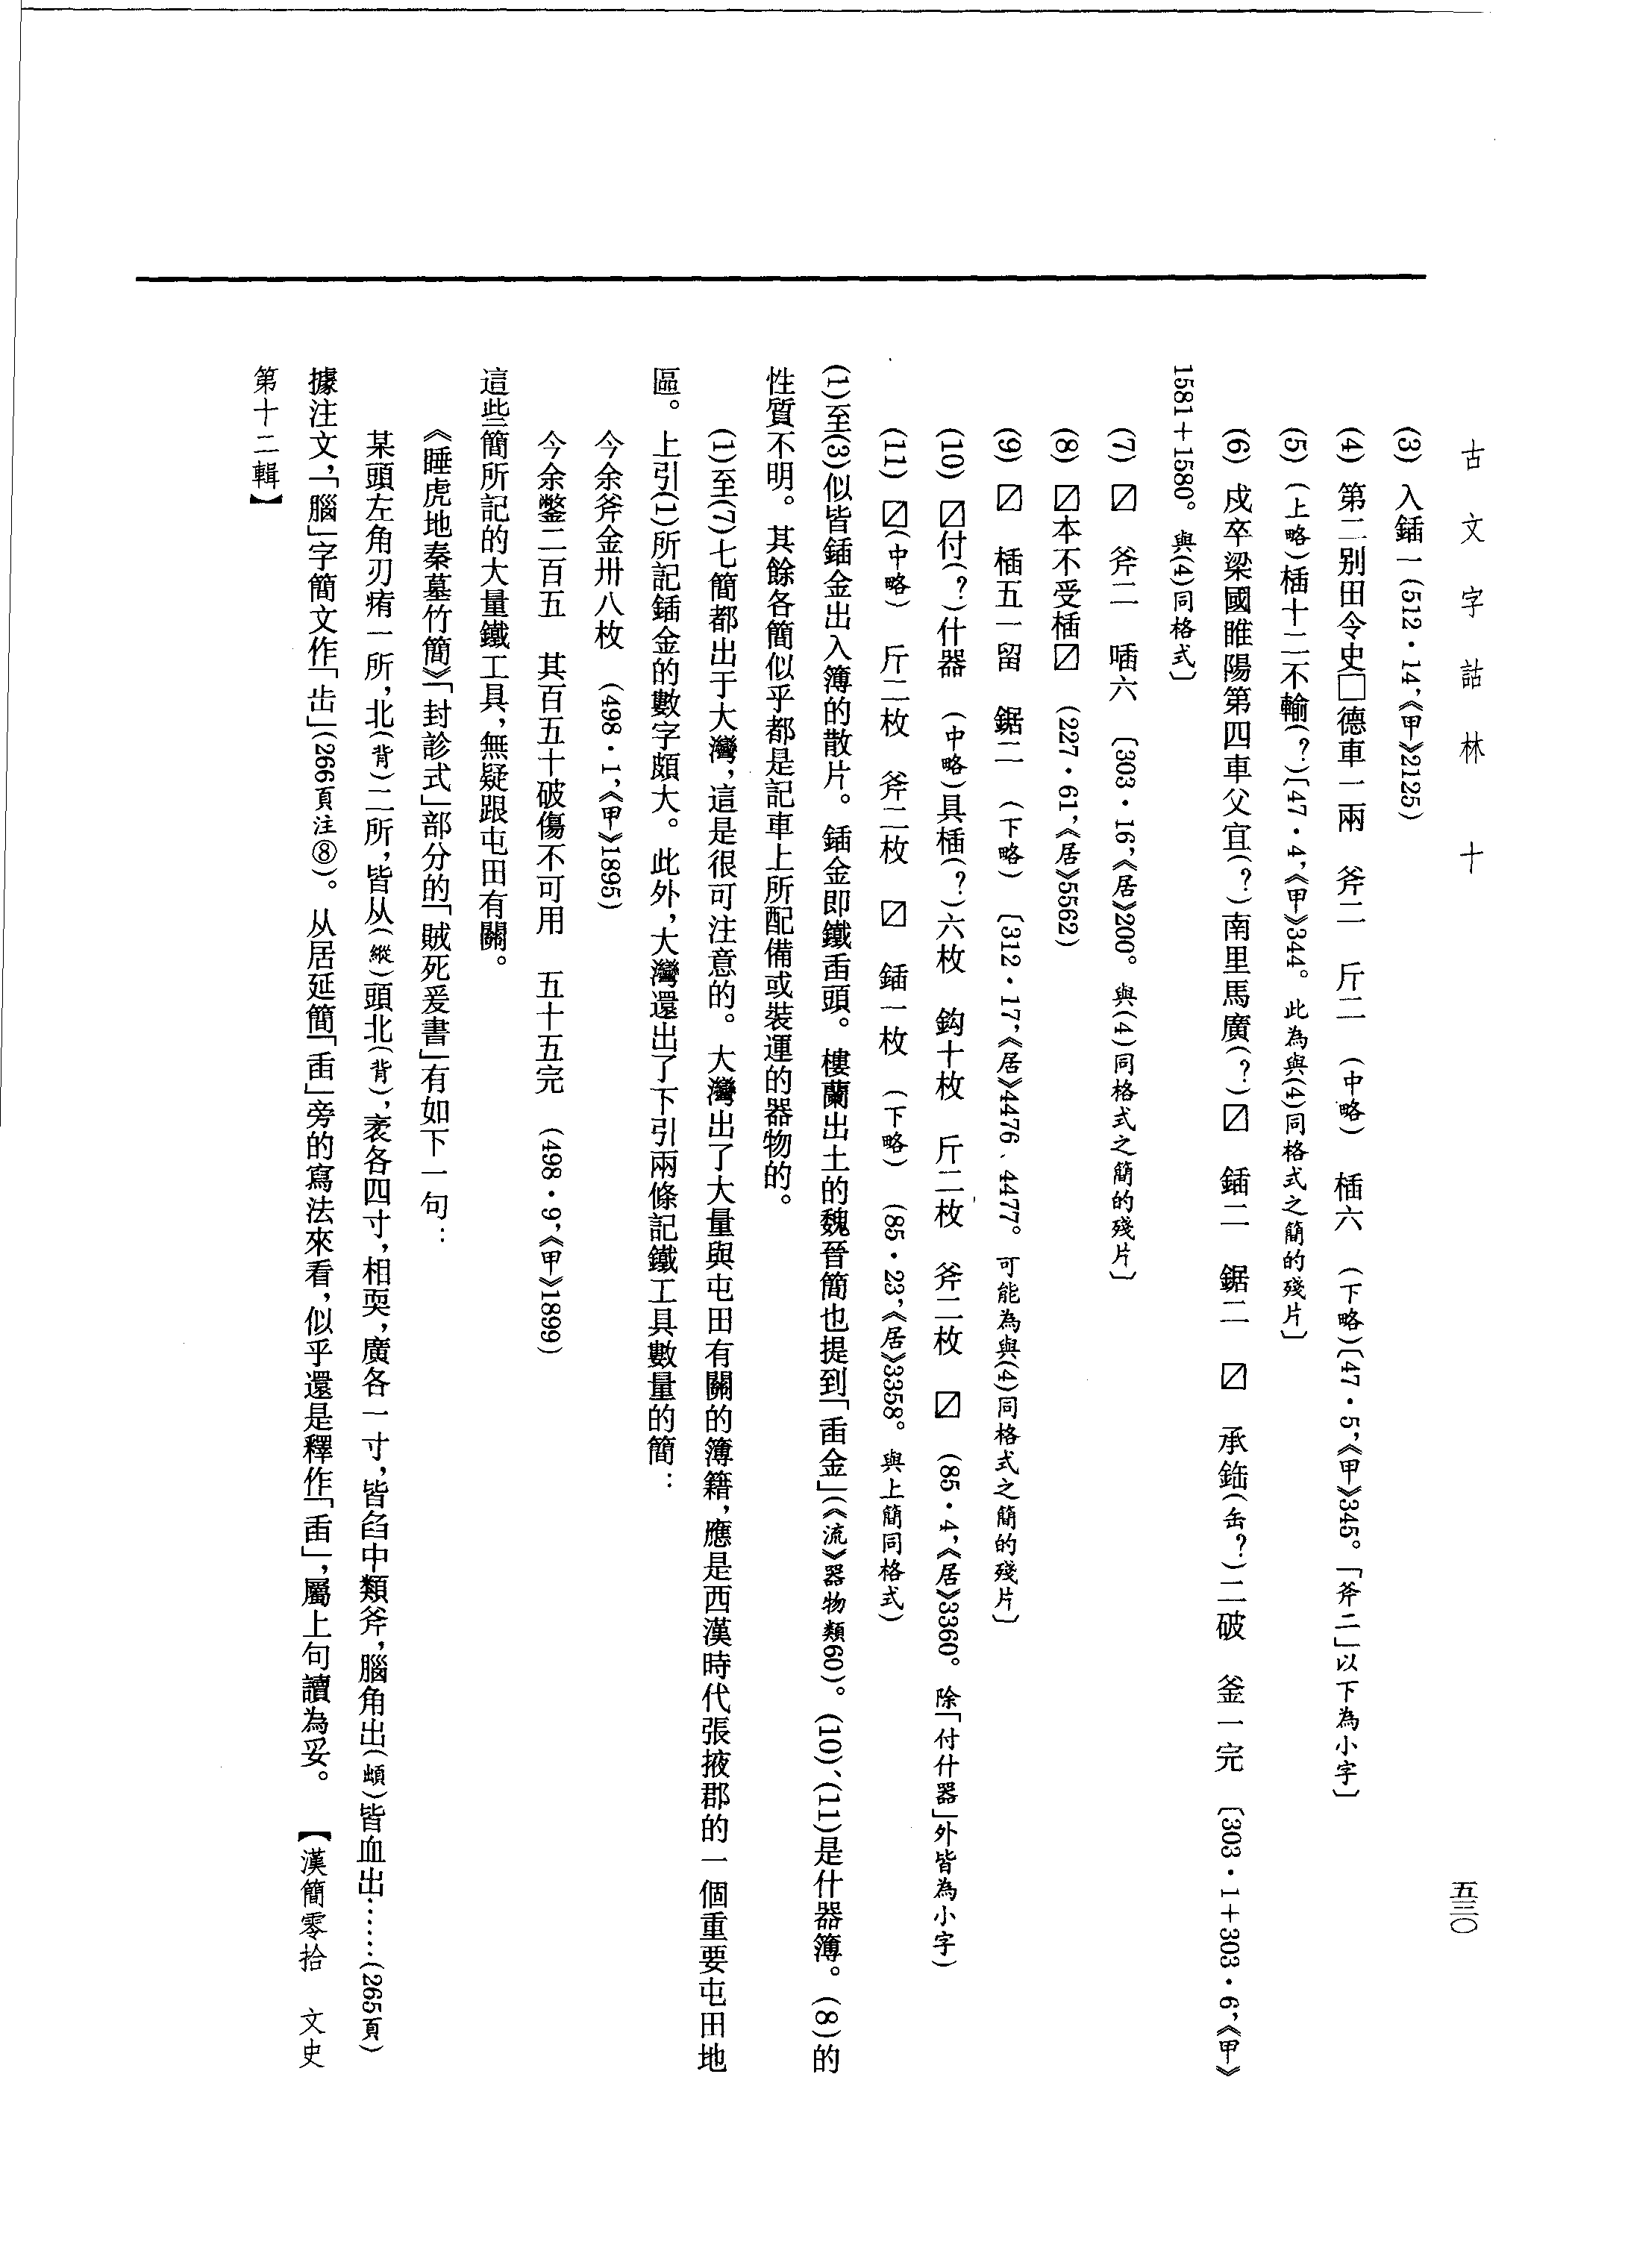 古文字詁林 十
五三〇
(3) 入鍤一(512·14,《甲》2125)
(4) 第二別田令史□德車一兩 斧二 斤二 (中略) 楿六 (下略)〔47·5,《甲》345。「斧二」以下為小字〕
(5) (上略)楿十二不輸(?)〔47·4,《甲》344。此為與(4)同格式之簡的殘片〕
(6) 戍卒梁國睢陽第四車父宜(?)南里馬廣(?)☑ 鍤二 鋸二 ☑ 承䤔(缶?)二破 釜一完 〔303·1+303·6,《甲》
1581+1580。與(4)同格式〕
(7) ☑ 斧二 喢六 〔303·16,《居》200。與(4)同格式之簡的殘片〕
(8) ☑本不受插☑ (227·61,《居》5562)
(9) ☑ 插五一留 鋸二 (下略) 〔312·17,《居》4476、4477。可能為與(4)同格式之簡的殘片〕
(10) ☑付(?)什器 (中略)具插(?)六枚 鈎十枚 斤二枚 斧二枚 ☑ (85·4,《居》3360。除「付什器」外皆為小字)
(11) ☑(中略) 斤二枚 斧二枚 ☑ 鍤一枚 (下略) (85·23,《居》3358。與上簡同格式)
(1)至(3)似皆鍤金出入簿的散片。鍤金即鐵臿頭。樓蘭出土的魏晉簡也提到「臿金」(《流》器物類60)。(10)、(11)是什器簿。(8)的
性質不明。其餘各簡似乎都是記車上所配備或裝運的器物的。
(1)至(7)七簡都出于大灣,這是很可注意的。大灣出了大量與屯田有關的簿籍,應是西漢時代張掖郡的一個重要屯田地
區。上引(1)所記鍤金的數字頗大。此外,大灣還出了下引兩條記鐵工具數量的簡:
今余斧金卅八枚 (498·1,《甲》1895)
今余鐅二百五 其百五十破傷不可用 五十五完 (498·9,《甲》1899)
這些簡所記的大量鐵工具,無疑跟屯田有關。
《睡虎地秦墓竹簡》「封診式」部分的「賊死爰書」有如下一句:
某頭左角刃痏一所,北(背)二所,皆从(縱)頭北(背),袤各四寸,相耎,廣各一寸,皆臽中類斧,腦角出(䪼)皆血出……(265頁)
據注文,「腦」字簡文作「𡴘」(266頁注⑧)。从居延簡「臿」旁的寫法來看,似乎還是釋作「臿」,屬上句讀為妥。 【漢簡零拾 文史
第十二輯】